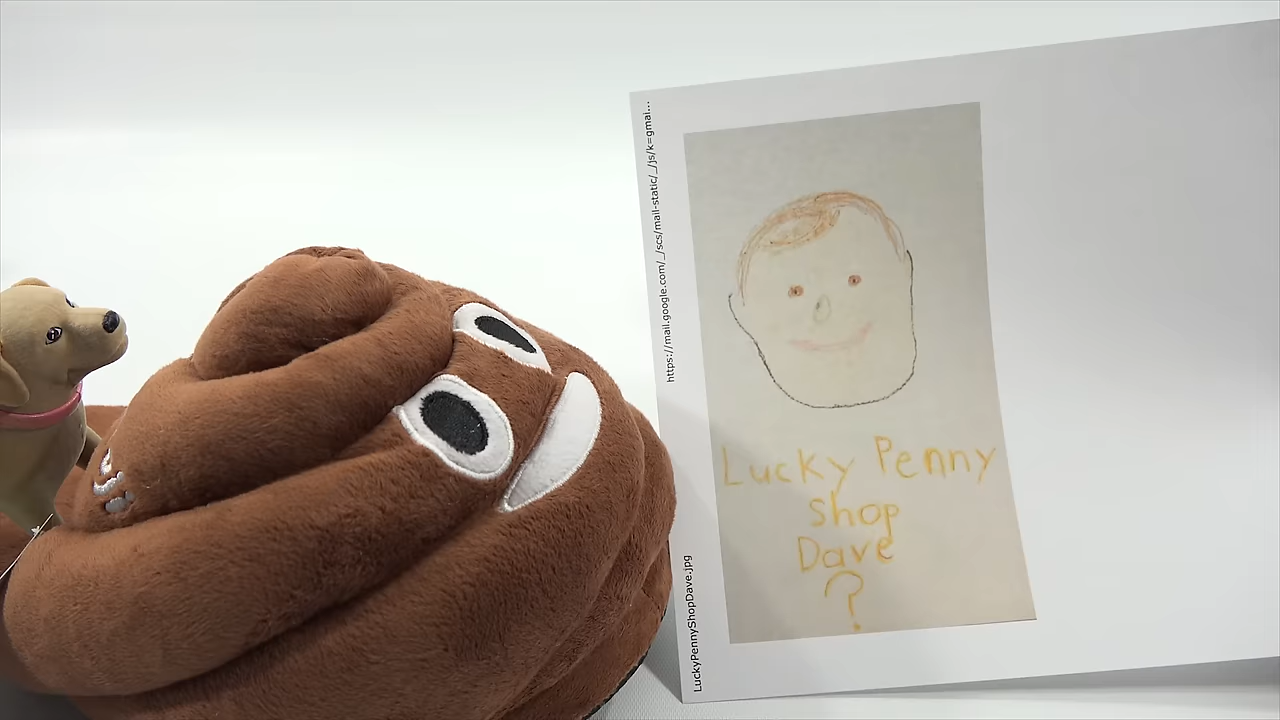 https://mail.google.com/_/scs/mail-static/_/js/k=gmai...
Lucky Penny
Shop
Dave
?
LuckyPennyShopDave.jpg